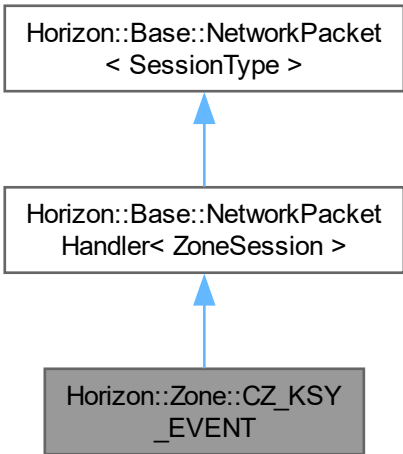 Horizon::Base::NetworkPacket
< SessionType >
Horizon::Base::NetworkPacket
Handler< ZoneSession >
Horizon::Zone::CZ_KSY
_EVENT